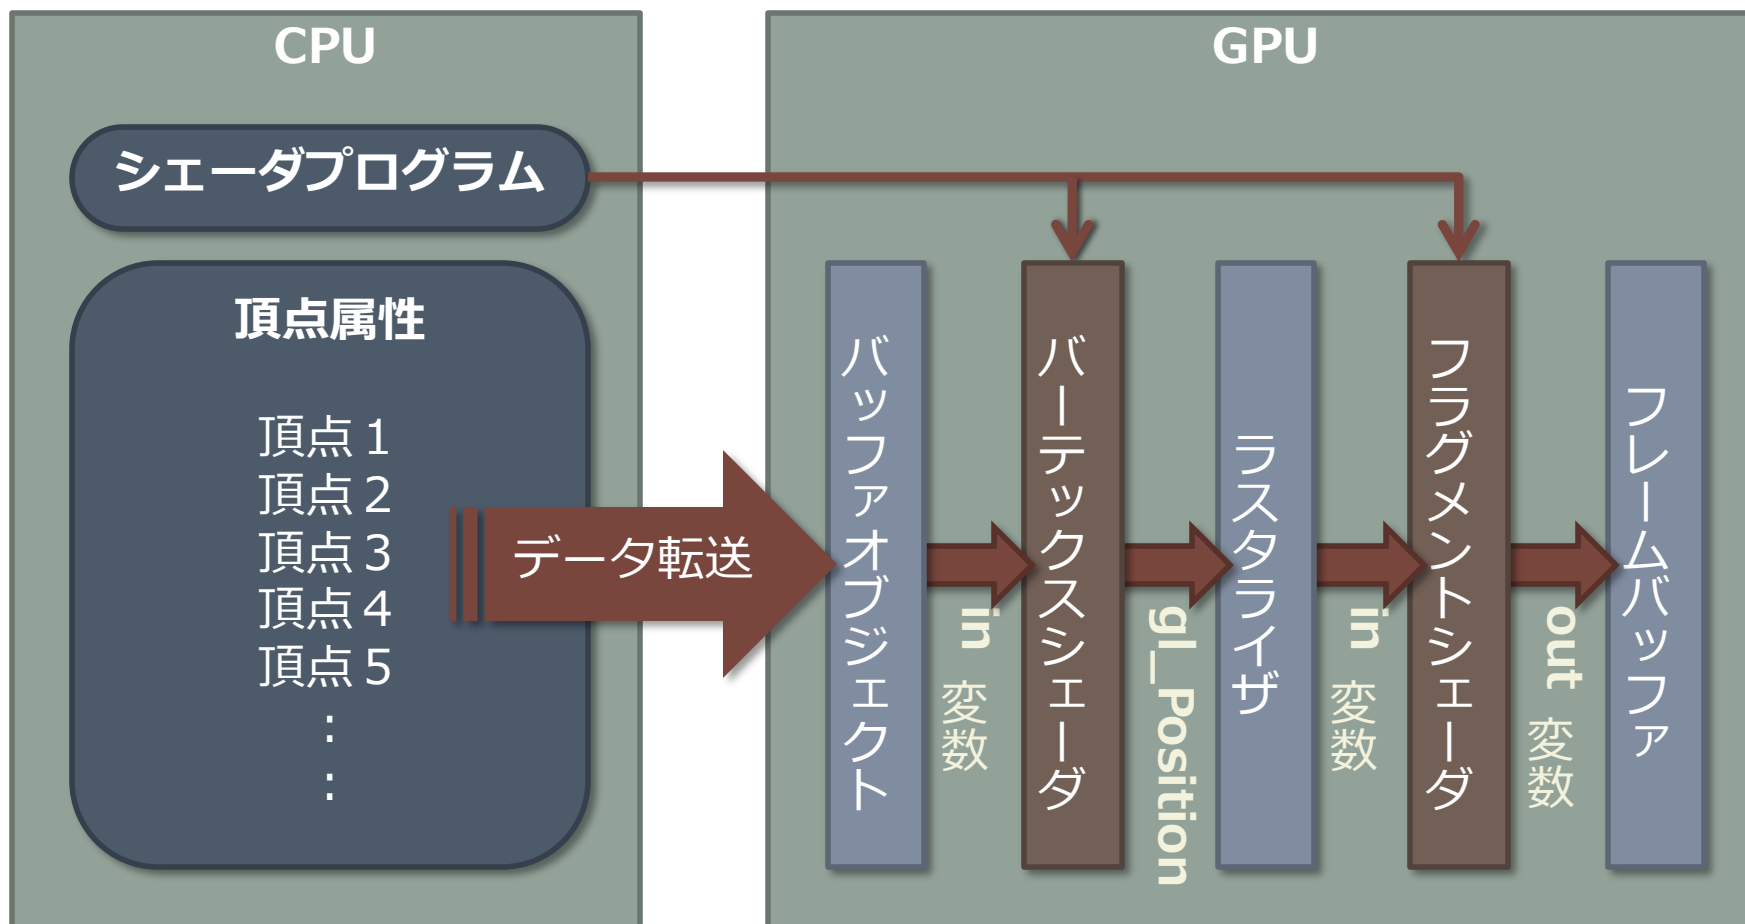 CPU
シェーダプログラム
頂点属性
頂点1
頂点2
頂点3
頂点4
頂点5
:
:
データ転送
GPU
バッファオブジェクト
in 変数
バーテックスシェーダ
gl_Position
ラスタライザ
in 変数
フラグメントシェーダ
out 変数
フレームバッファ